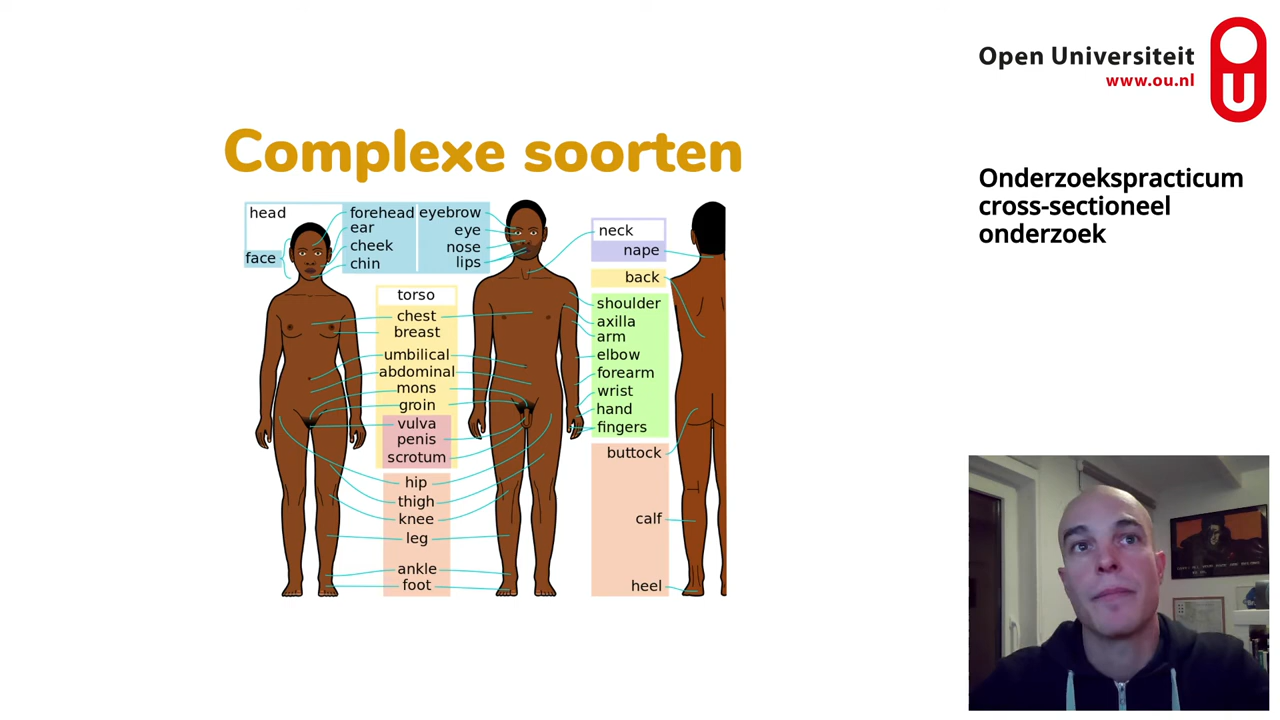 Open Universiteit
www.ou.nl
U
Onderzoekspracticum
cross-sectioneel
onderzoek
Complexe soorten
head
face
forehead
ear
cheek
chin
eyebrow
eye
nose
lips
torso
chest
breast
umbilical
abdominal
mons
groin
vulva
penis
scrotum
hip
thigh
knee
leg
ankle
foot
neck
nape
back
shoulder
axilla
arm
elbow
forearm
wrist
hand
fingers
buttock
calf
heel